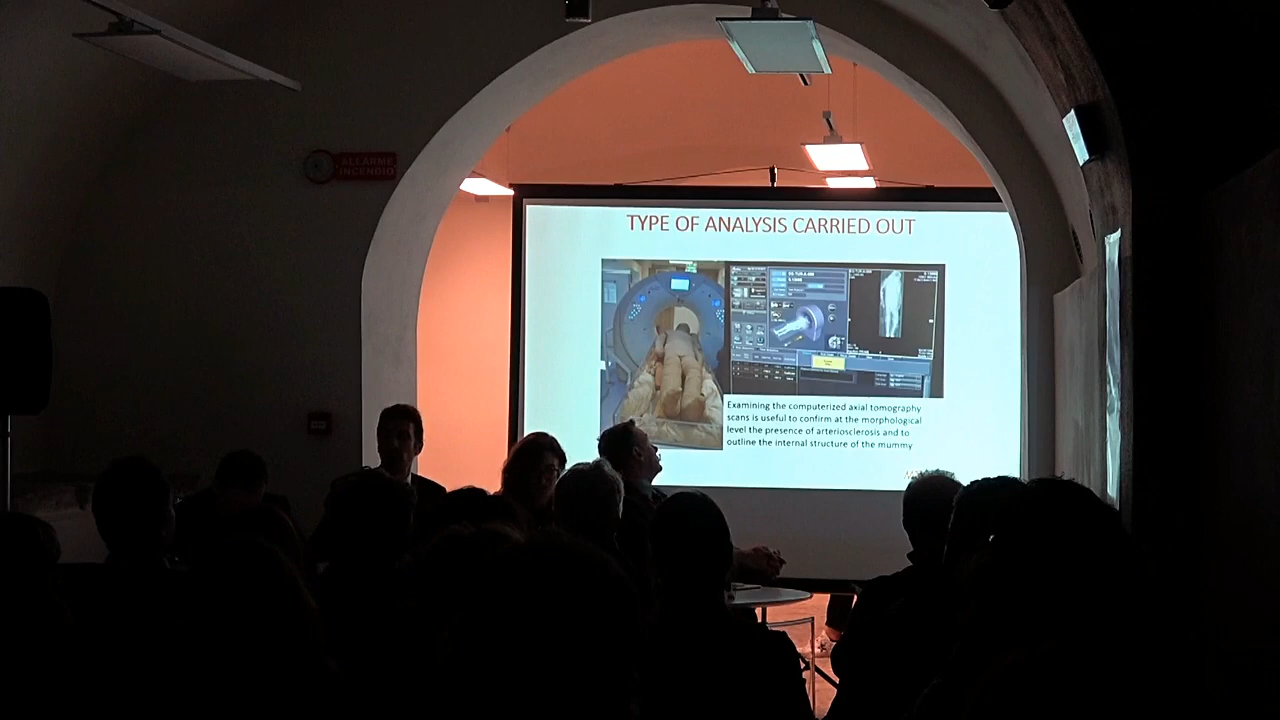 ALLARME
INCENDIO
TYPE OF ANALYSIS CARRIED OUT
Examining the computerized axial tomography
scans is useful to confirm at the morphological
level the presence of arteriosclerosis and to
outline the internal structure of the mummy